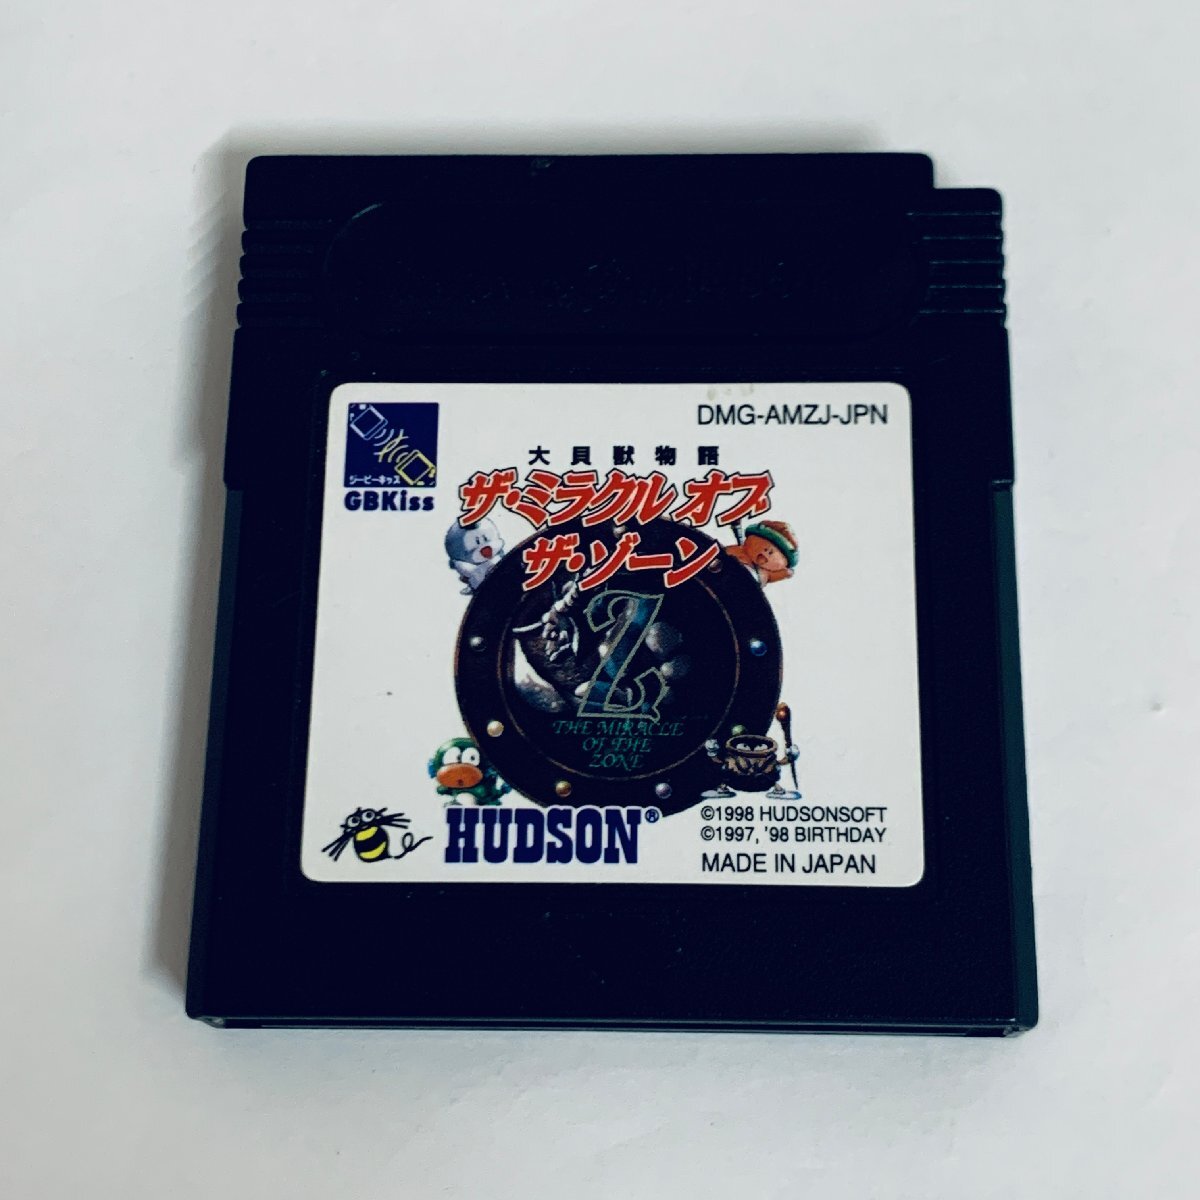 DMG-AMZJ-JPN
ジービーキッス
GBKiss
大貝獣物語
ザ・ミラクル オブ
ザ・ゾーン
Z
THE MIRACLE
OF THE
ZONE
HUDSON®
©1998 HUDSONSOFT
©1997, '98 BIRTHDAY
MADE IN JAPAN